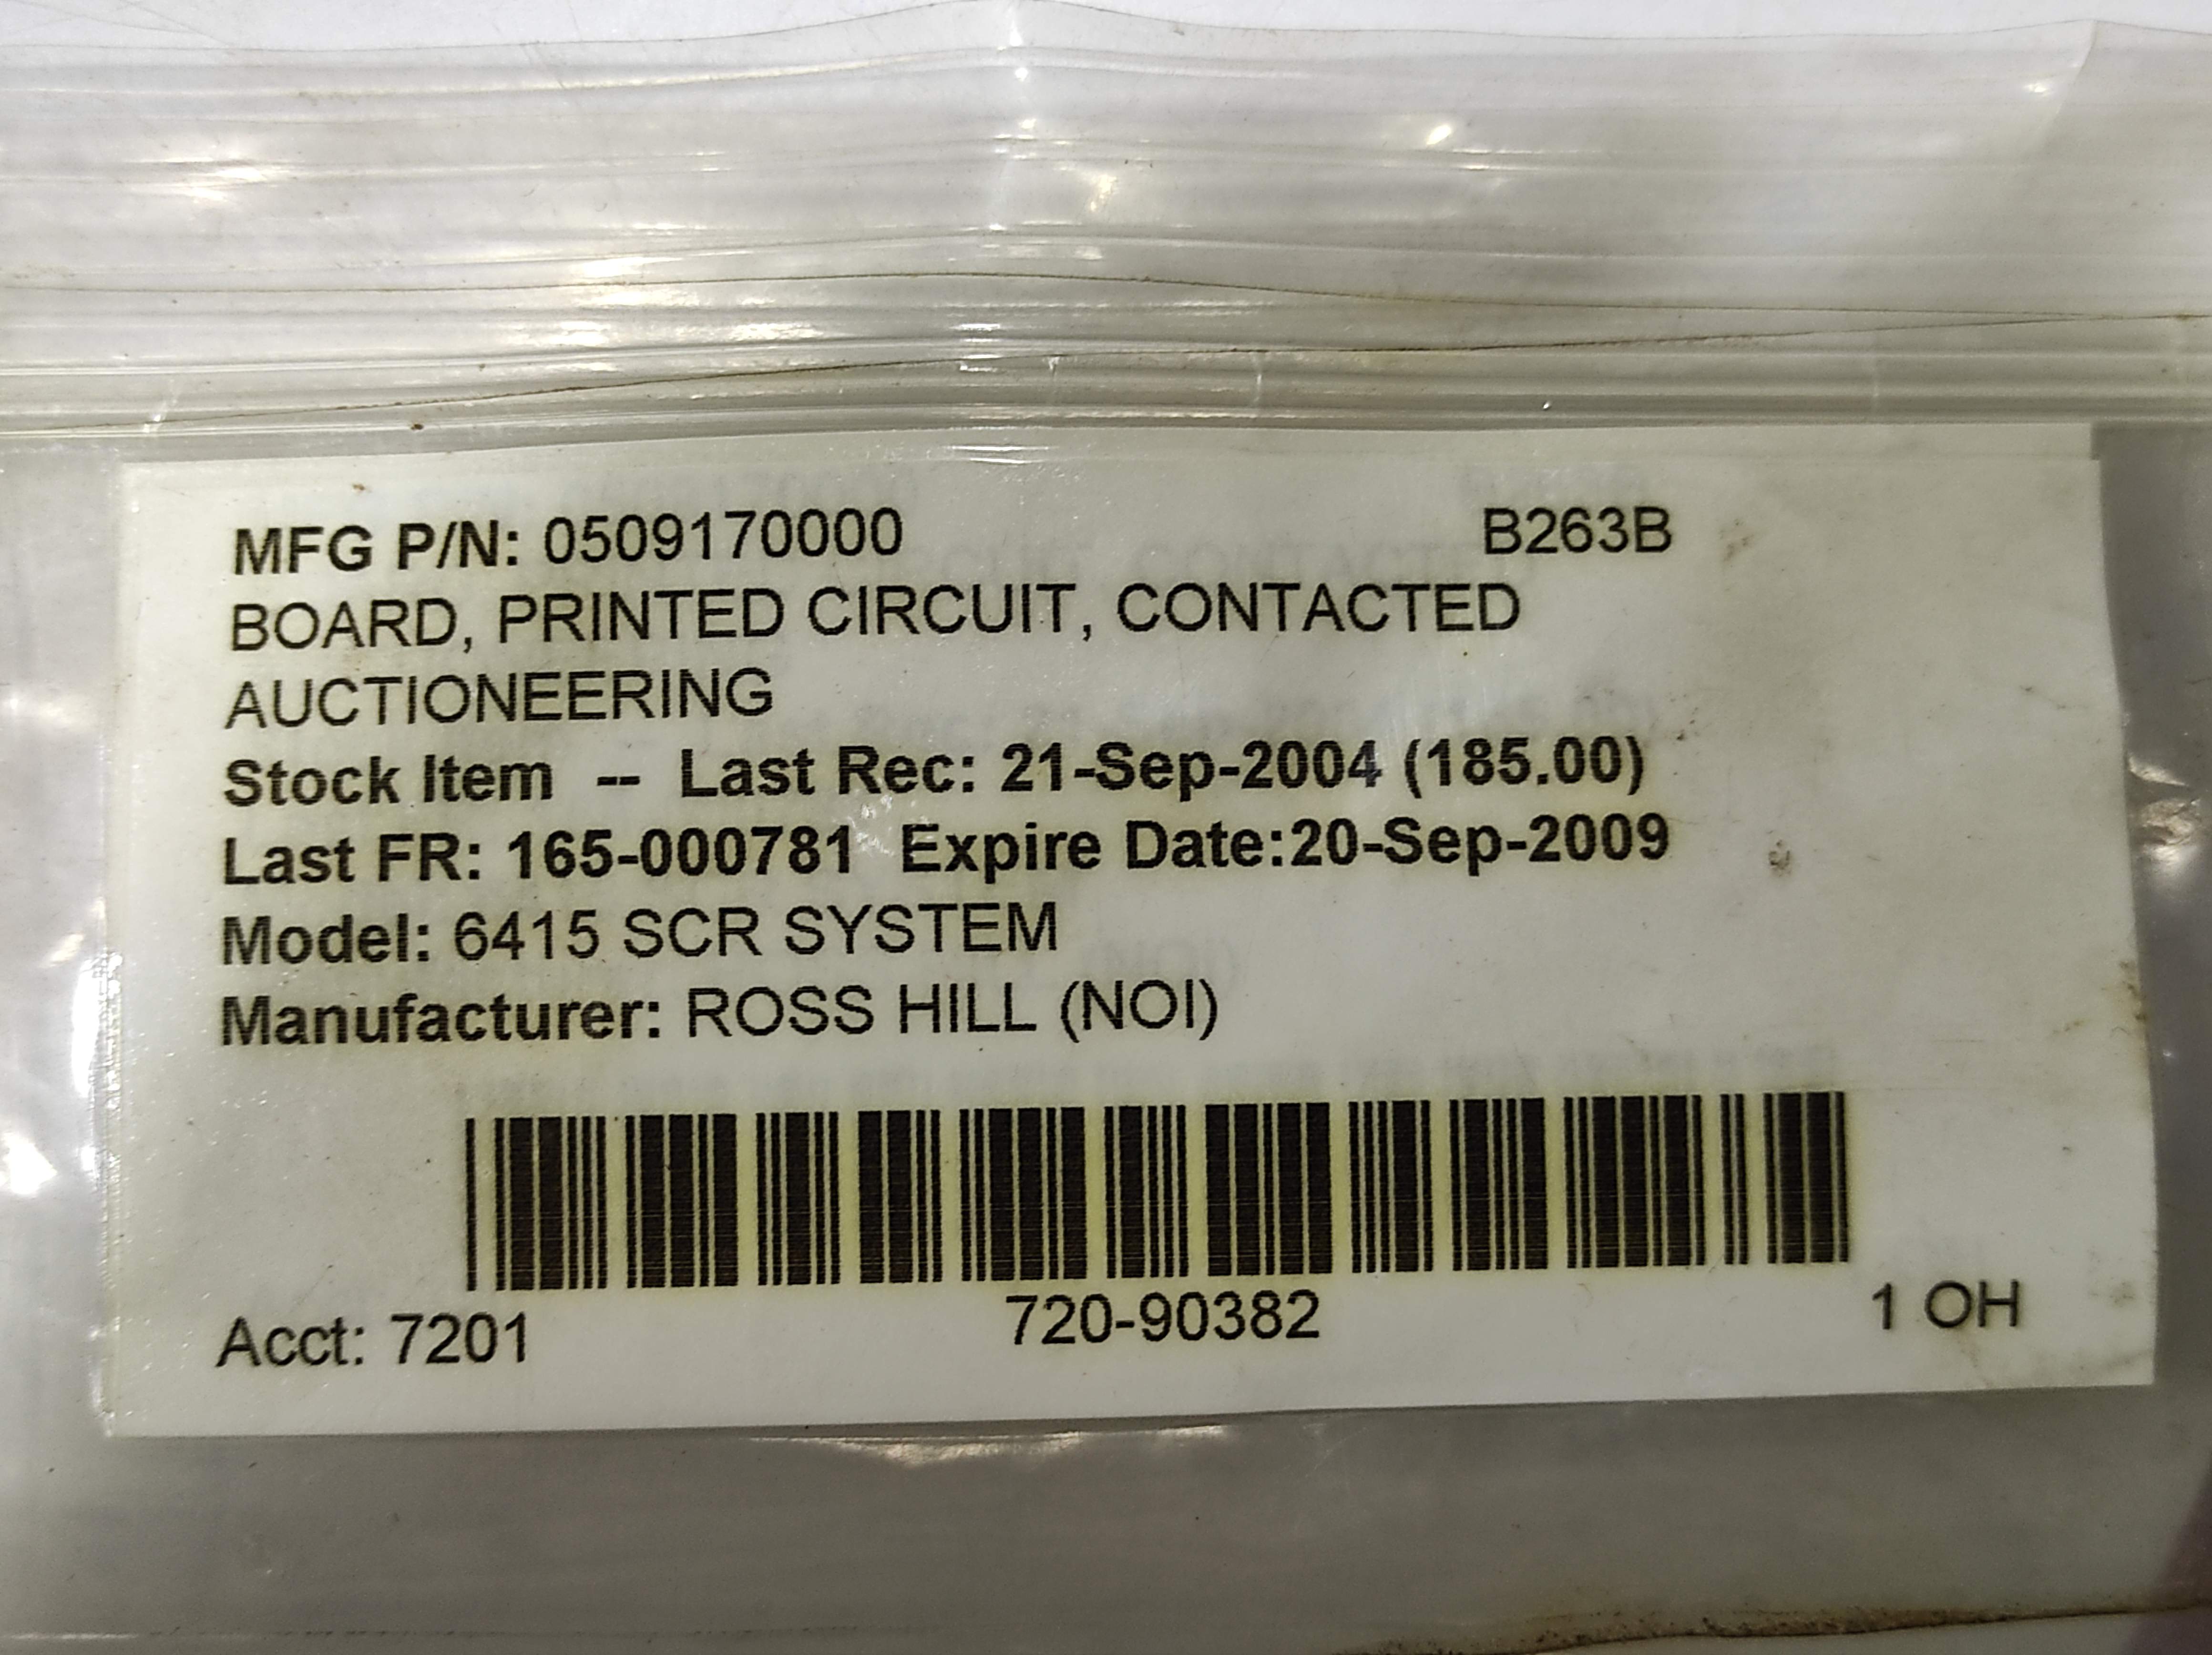 MFG P/N: 0509170000 B263B
BOARD, PRINTED CIRCUIT, CONTACTED
AUCTIONEERING
Stock Item -- Last Rec: 21-Sep-2004 (185.00)
Last FR: 165-000781 Expire Date:20-Sep-2009
Model: 6415 SCR SYSTEM
Manufacturer: ROSS HILL (NOI)
Acct: 7201 720-90382 1 OH